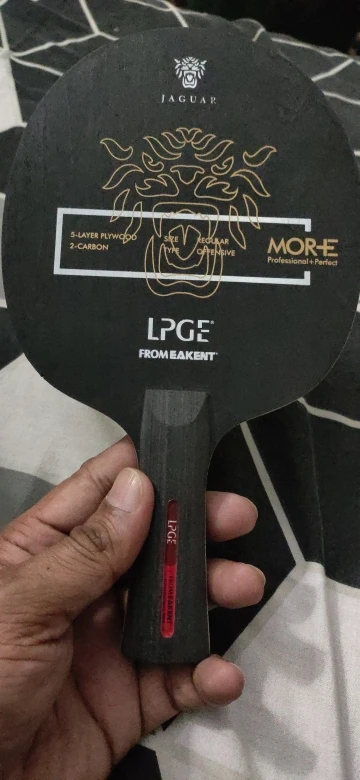 JAGUAR
5-LAYER PLYWOOD
2-CARBON
SIZE REGULAR
TYPE OFFENSIVE
MOR+E
Professional+Perfect
LPGE
FROM EAKENT
LPGE